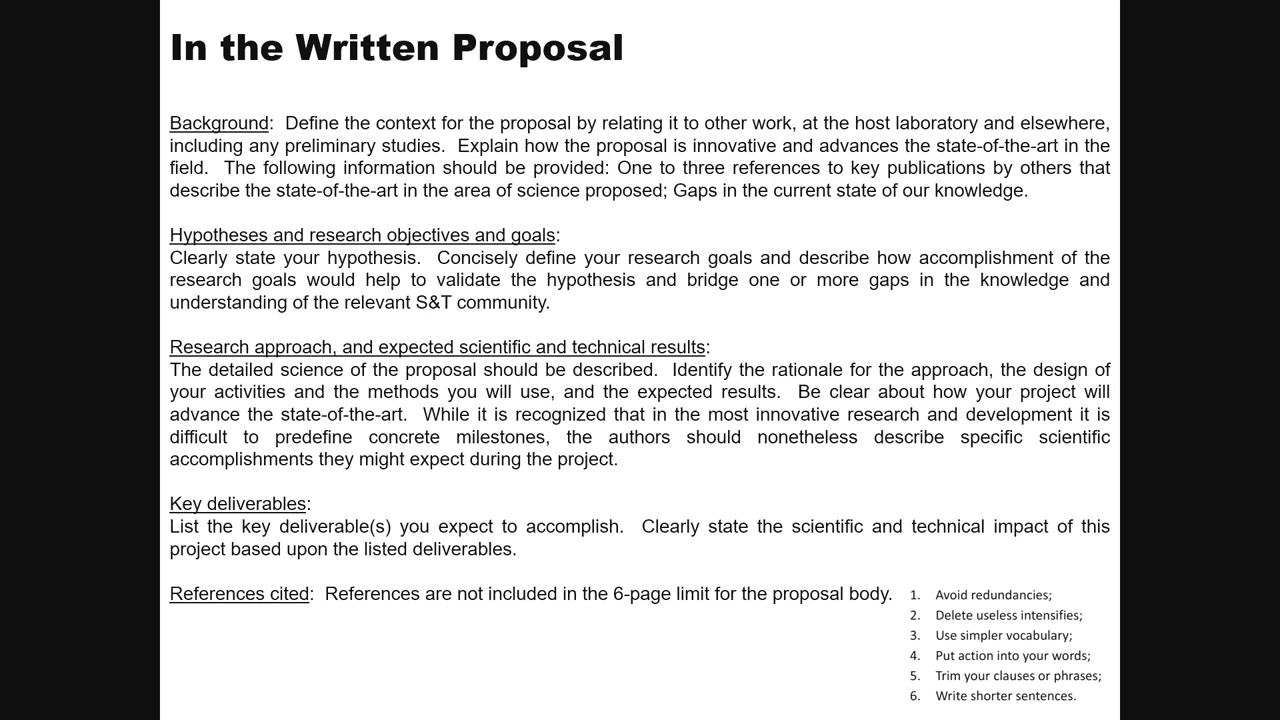 In the Written Proposal
Background:  Define the context for the proposal by relating it to other work, at the host laboratory and elsewhere,
including any preliminary studies.  Explain how the proposal is innovative and advances the state-of-the-art in the
field.  The following information should be provided: One to three references to key publications by others that
describe the state-of-the-art in the area of science proposed; Gaps in the current state of our knowledge.
Hypotheses and research objectives and goals:
Clearly state your hypothesis.  Concisely define your research goals and describe how accomplishment of the
research goals would help to validate the hypothesis and bridge one or more gaps in the knowledge and
understanding of the relevant S&T community.
Research approach, and expected scientific and technical results:
The detailed science of the proposal should be described.  Identify the rationale for the approach, the design of
your activities and the methods you will use, and the expected results.  Be clear about how your project will
advance the state-of-the-art.  While it is recognized that in the most innovative research and development it is
difficult to predefine concrete milestones, the authors should nonetheless describe specific scientific
accomplishments they might expect during the project.
Key deliverables:
List the key deliverable(s) you expect to accomplish.  Clearly state the scientific and technical impact of this
project based upon the listed deliverables.
References cited:  References are not included in the 6-page limit for the proposal body.
1. Avoid redundancies;
2. Delete useless intensifies;
3. Use simpler vocabulary;
4. Put action into your words;
5. Trim your clauses or phrases;
6. Write shorter sentences.